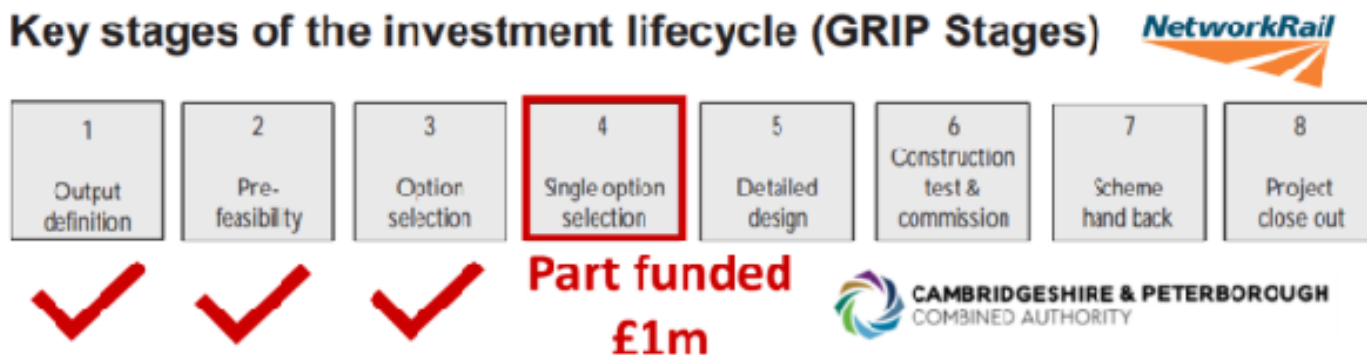 Key stages of the investment lifecycle (GRIP Stages)
NetworkRail
1
Output
definition
2
Pre-
feasibility
3
Option
selection
4
Single option
selection
5
Detailed
design
6
Construction
test &
commission
7
Scheme
hand back
8
Project
close out
Part funded
£1m
CAMBRIDGESHIRE & PETERBOROUGH
COMBINED AUTHORITY